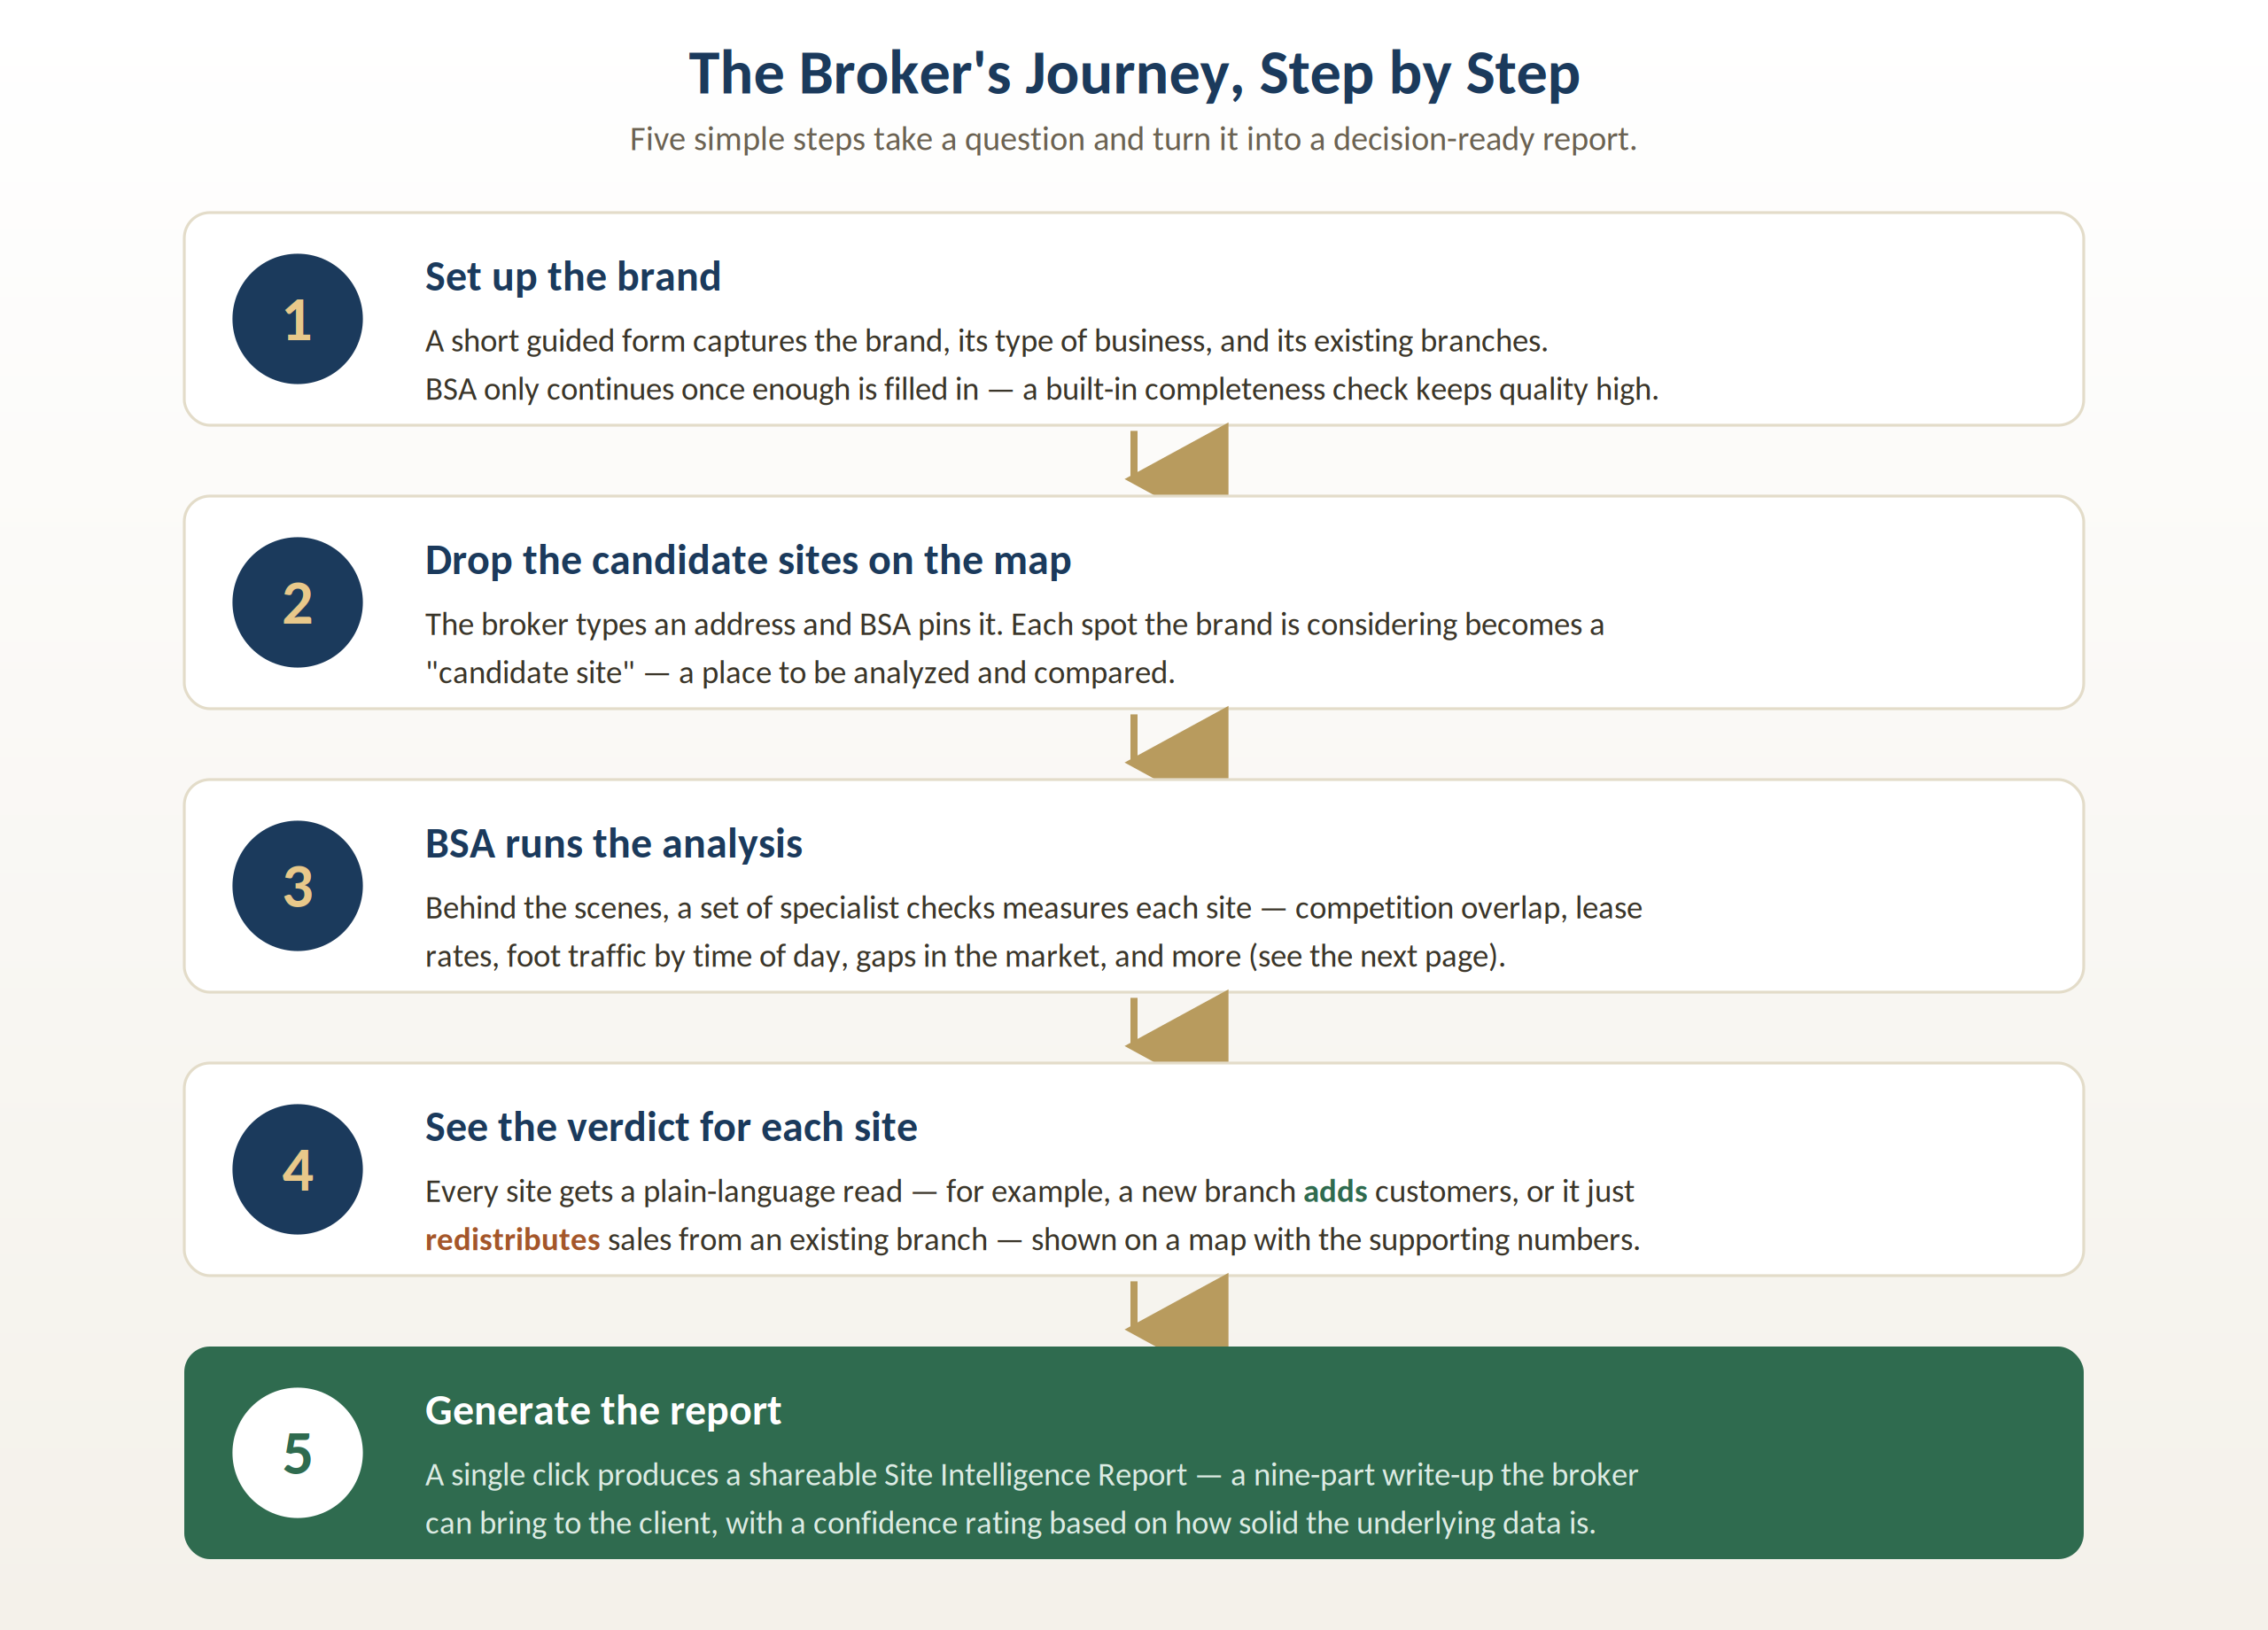 The Broker's Journey, Step by Step
Five simple steps take a question and turn it into a decision-ready report.
1
Set up the brand
A short guided form captures the brand, its type of business, and its existing branches.
BSA only continues once enough is filled in — a built-in completeness check keeps quality high.
2
Drop the candidate sites on the map
The broker types an address and BSA pins it. Each spot the brand is considering becomes a
"candidate site" — a place to be analyzed and compared.
3
BSA runs the analysis
Behind the scenes, a set of specialist checks measures each site — competition overlap, lease
rates, foot traffic by time of day, gaps in the market, and more (see the next page).
4
See the verdict for each site
Every site gets a plain-language read — for example, a new branch adds customers, or it just
redistributes sales from an existing branch — shown on a map with the supporting numbers.
5
Generate the report
A single click produces a shareable Site Intelligence Report — a nine-part write-up the broker
can bring to the client, with a confidence rating based on how solid the underlying data is.